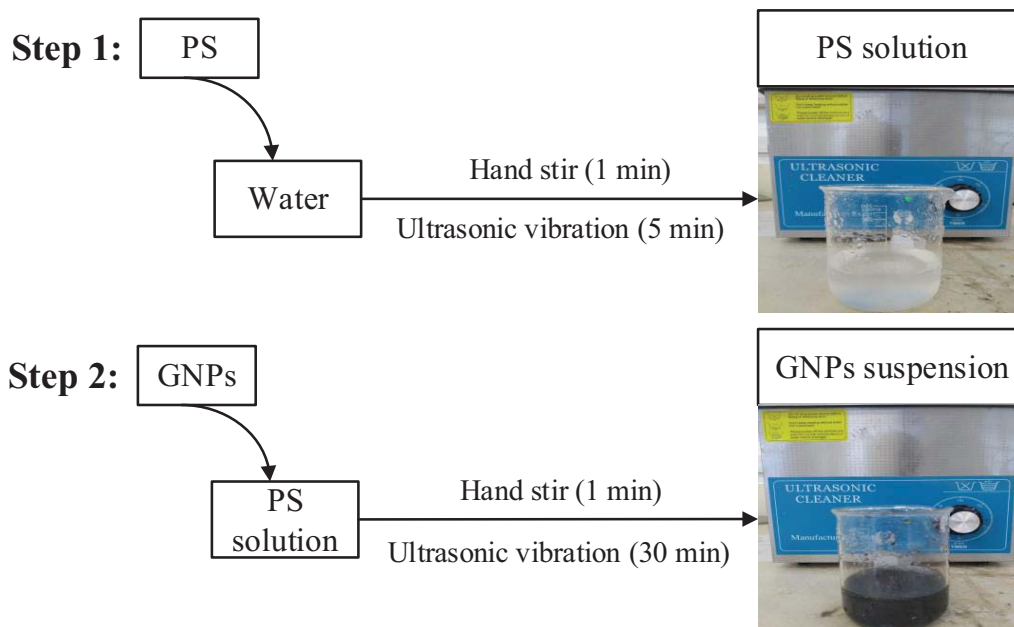 Step 1:
PS
Water
Hand stir (1 min)
Ultrasonic vibration (5 min)
PS solution
ULTRASONIC
CLEANER
Step 2:
GNPs
PS
solution
Hand stir (1 min)
Ultrasonic vibration (30 min)
GNPs suspension
ULTRASONIC
CLEANER